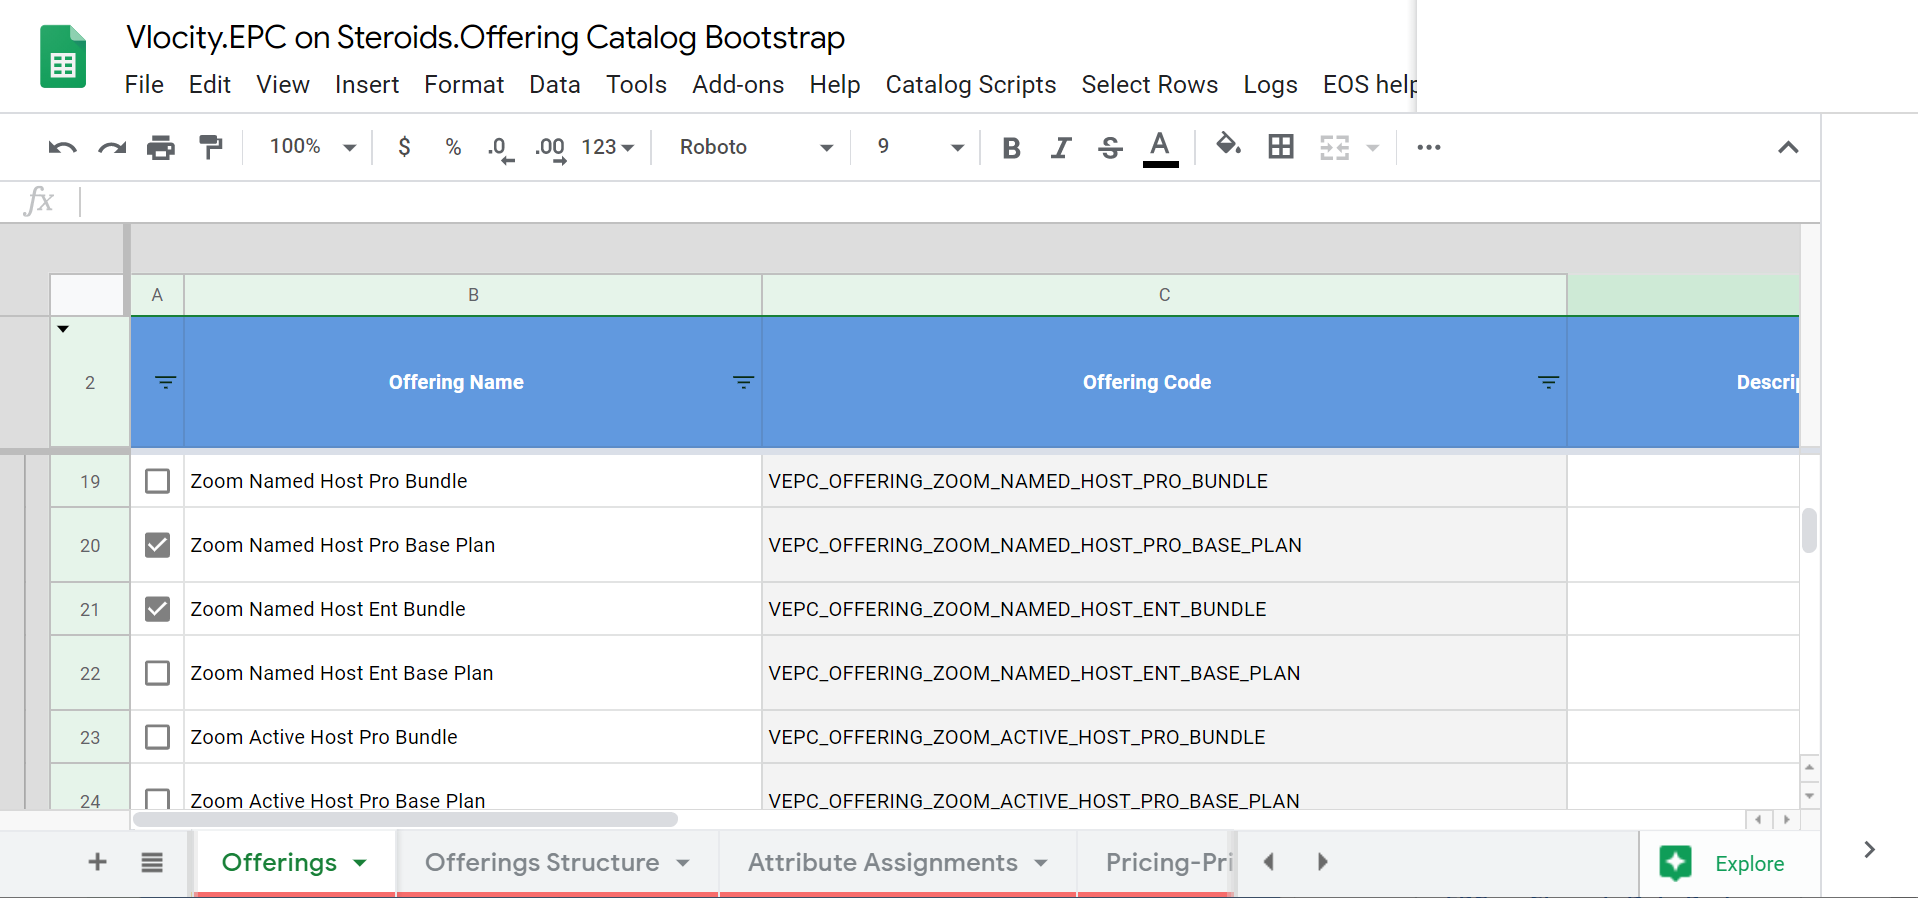 Vlocity.EPC on Steroids.Offering Catalog Bootstrap
File Edit View Insert Format Data Tools Add-ons Help Catalog Scripts Select Rows Logs EOS help
100% $ % .0 .00 123 Roboto 9 B I S A
fx
A B C
2 Offering Name Offering Code Descrip
19 Zoom Named Host Pro Bundle VEPC_OFFERING_ZOOM_NAMED_HOST_PRO_BUNDLE
20 Zoom Named Host Pro Base Plan VEPC_OFFERING_ZOOM_NAMED_HOST_PRO_BASE_PLAN
21 Zoom Named Host Ent Bundle VEPC_OFFERING_ZOOM_NAMED_HOST_ENT_BUNDLE
22 Zoom Named Host Ent Base Plan VEPC_OFFERING_ZOOM_NAMED_HOST_ENT_BASE_PLAN
23 Zoom Active Host Pro Bundle VEPC_OFFERING_ZOOM_ACTIVE_HOST_PRO_BUNDLE
24 Zoom Active Host Pro Base Plan VEPC_OFFERING_ZOOM_ACTIVE_HOST_PRO_BASE_PLAN
Offerings Offerings Structure Attribute Assignments Pricing-Pri Explore